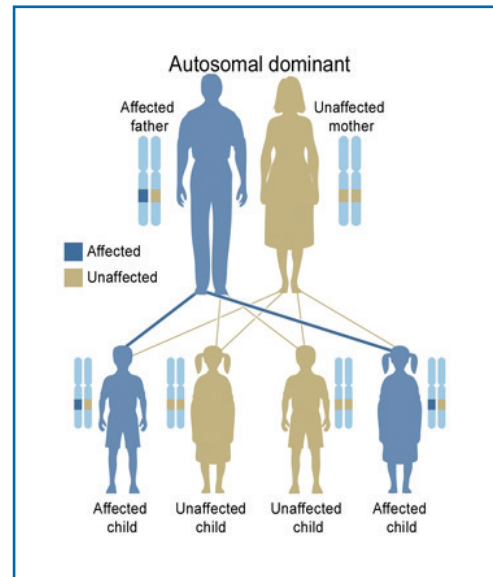 Autosomal dominant
Affected
father
Unaffected
mother
Affected
Unaffected
Affected
child
Unaffected
child
Unaffected
child
Affected
child